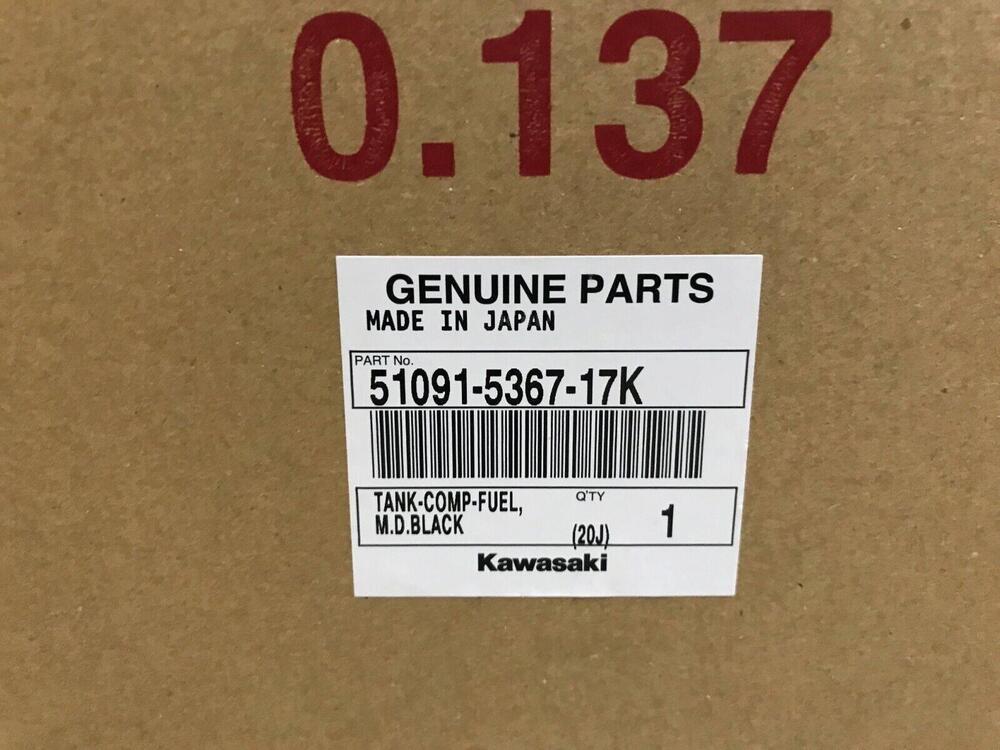 0.137
GENUINE PARTS
MADE IN JAPAN
PART No.
51091-5367-17K
TANK-COMP-FUEL,
M.D.BLACK
Q'TY
(20J)
1
Kawasaki